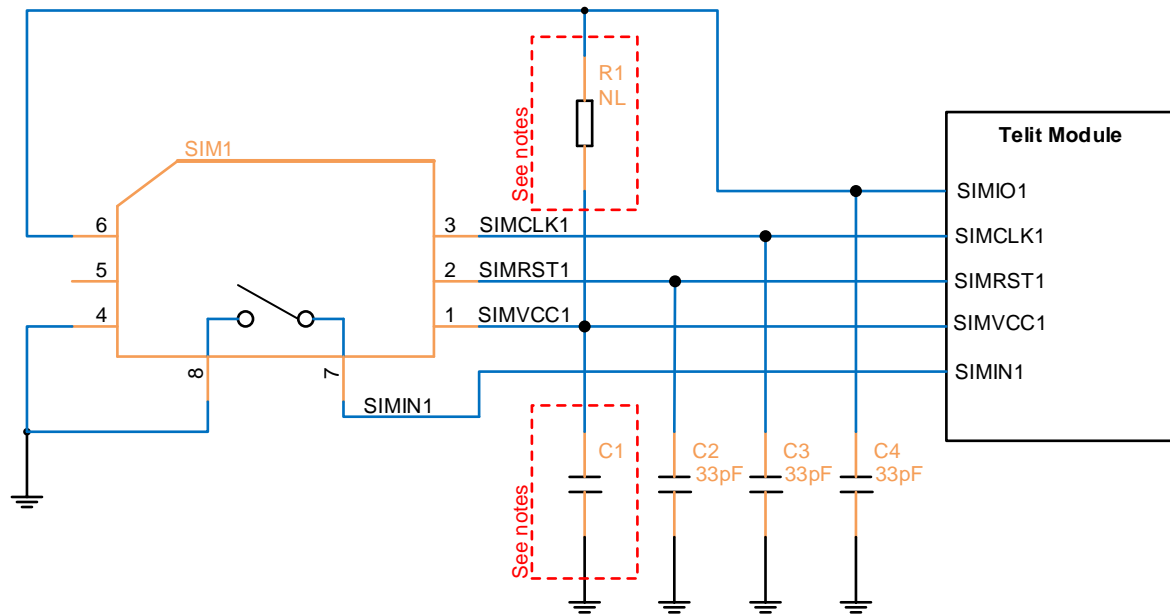 R1
NL
See notes
Telit Module
SIM1
SIMIO1
6
3
SIMCLK1
SIMCLK1
5
2
SIMRST1
SIMRST1
4
1
SIMVCC1
SIMVCC1
8
7
SIMIN1
SIMIN1
See notes
C1
C2
33pF
C3
33pF
C4
33pF